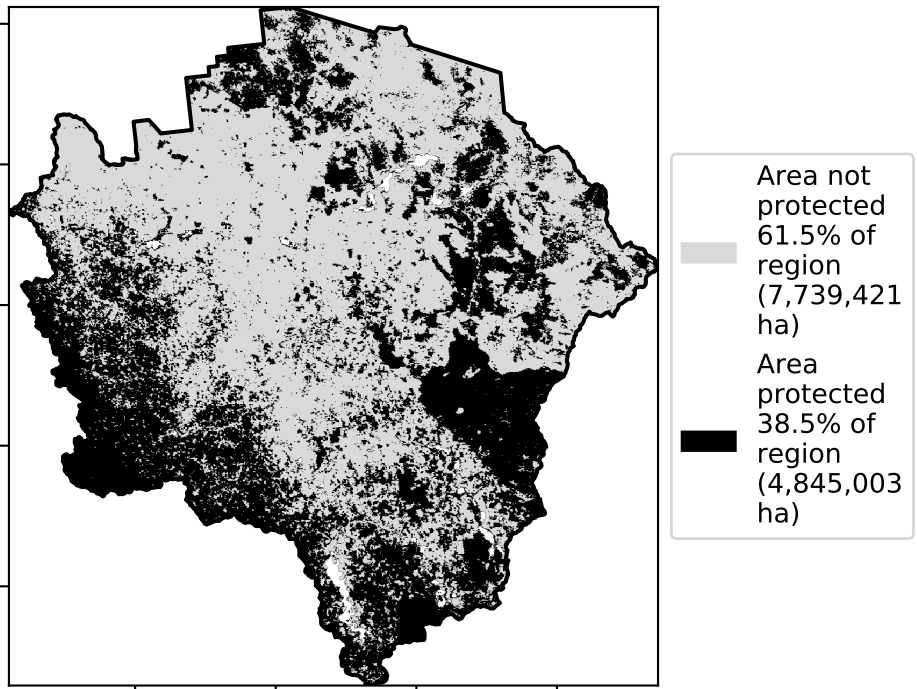 Area not
protected
61.5% of
region
(7,739,421
ha)
Area
protected
38.5% of
region
(4,845,003
ha)